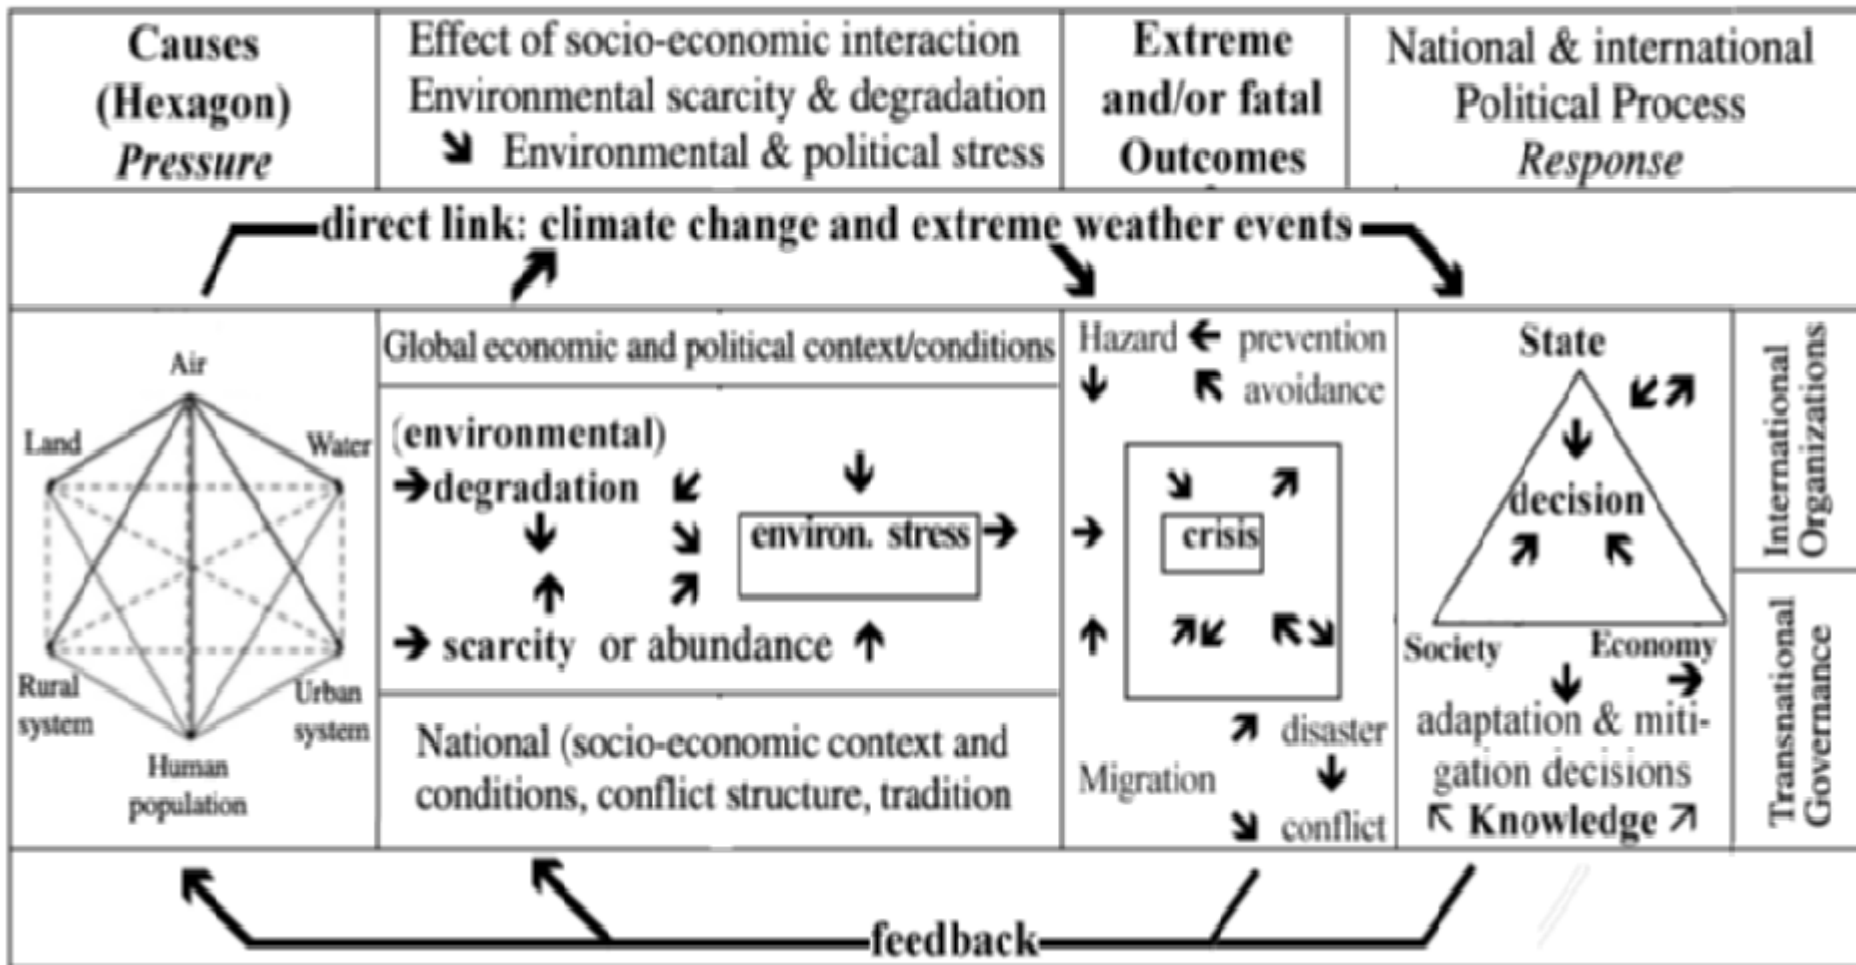 Causes
(Hexagon)
Pressure
Effect of socio-economic interaction
Environmental scarcity & degradation
Environmental & political stress
Extreme
and/or fatal
Outcomes
National & international
Political Process
Response
direct link: climate change and extreme weather events
Air
Land
Water
Rural
system
Urban
system
Human
population
Global economic and political context/conditions
(environmental)
degradation
environ. stress
scarcity or abundance
National (socio-economic context and
conditions, conflict structure, tradition
Hazard
prevention
avoidance
crisis
disaster
Migration
conflict
State
decision
Society
Economy
adaptation & miti-
gation decisions
Knowledge
International
Organizations
Transnational
Governance
feedback